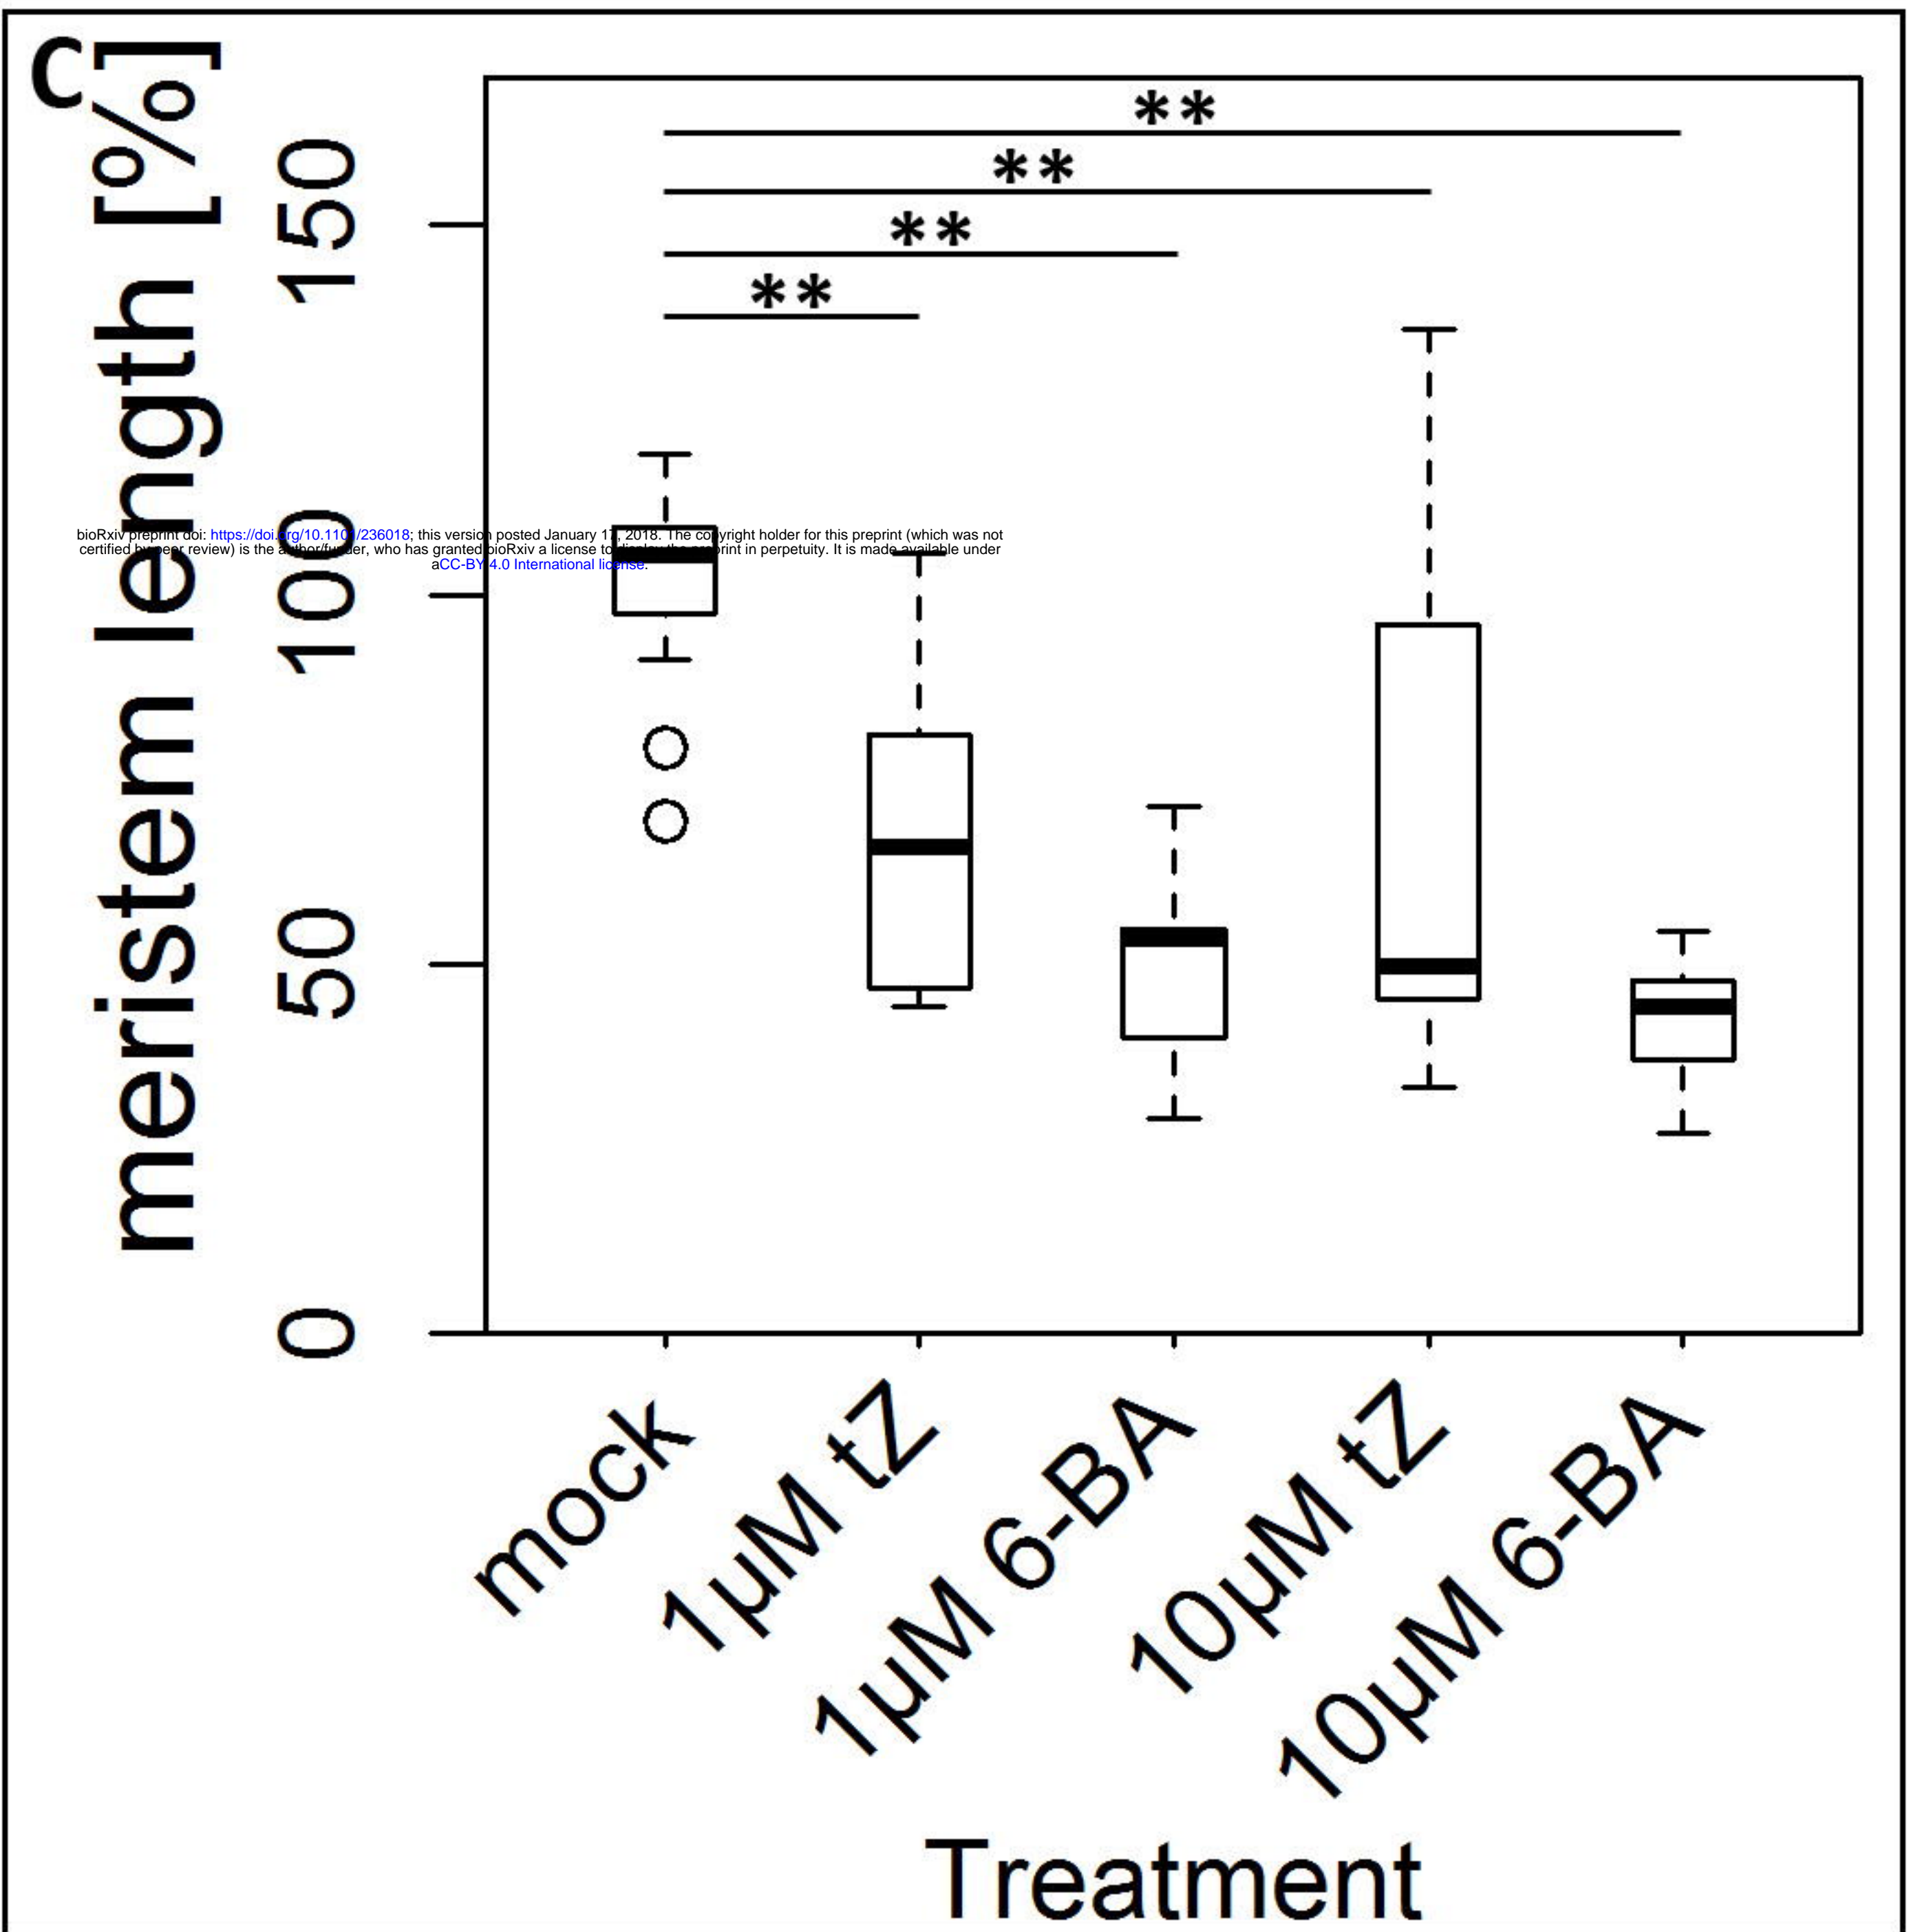 C
meristem length [%]
150
100
50
0
**
**
**
**
bioRxiv preprint doi: https://doi.org/10.1101/236018; this version posted January 17, 2018. The copyright holder for this preprint (which was not
certified by peer review) is the author/funder, who has granted bioRxiv a license to display the preprint in perpetuity. It is made available under
aCC-BY 4.0 International license.
mock
1µM tZ
1µM 6-BA
10µM tZ
10µM 6-BA
Treatment